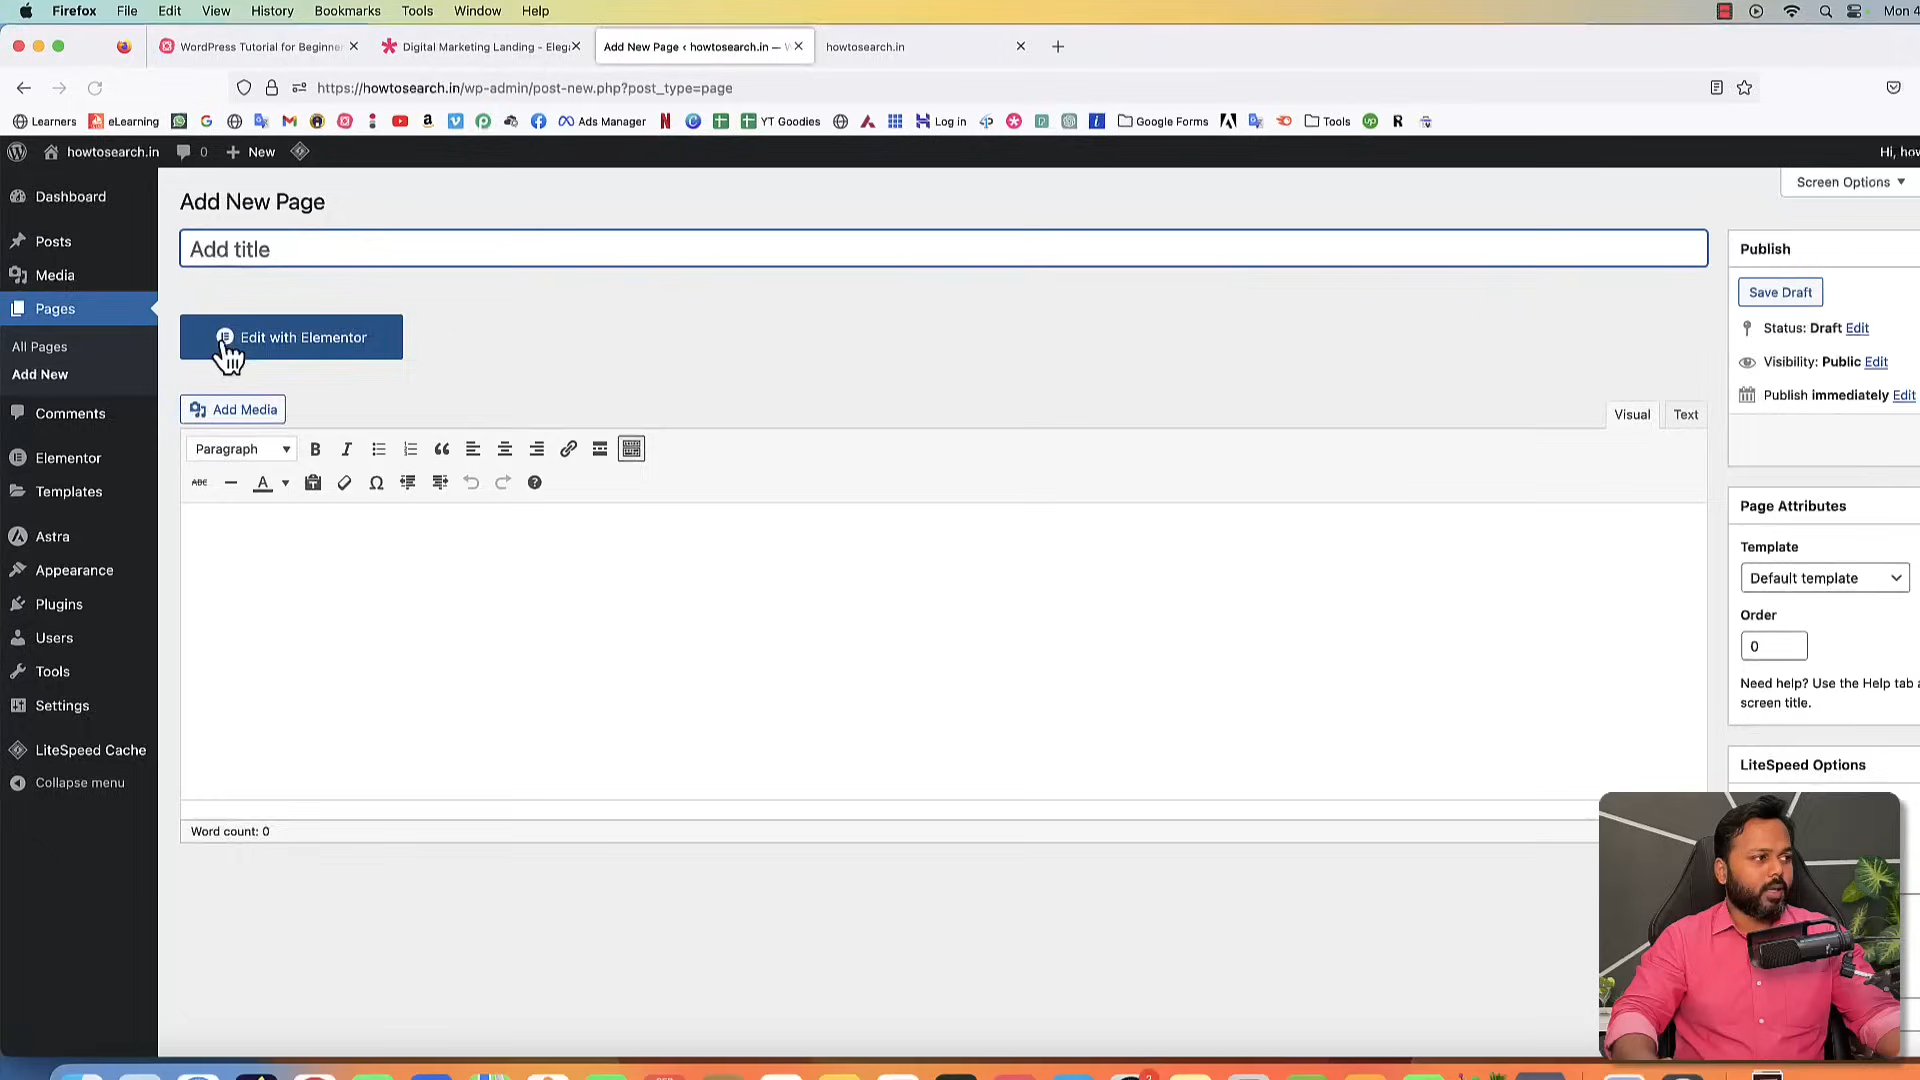 Firefox File Edit View History Bookmarks Tools Window Help Mon 4
WordPress Tutorial for Beginner
Digital Marketing Landing - Eleg
Add New Page ‹ howtosearch.in —
howtosearch.in
https://howtosearch.in/wp-admin/post-new.php?post_type=page
Learners eLearning Ads Manager YT Goodies Log in Google Forms Tools
howtosearch.in 0 New Hi, how
Screen Options
Dashboard
Posts
Media
Pages
All Pages
Add New
Comments
Elementor
Templates
Astra
Appearance
Plugins
Users
Tools
Settings
LiteSpeed Cache
Collapse menu
Add New Page
Add title
Edit with Elementor
Add Media
Visual Text
Paragraph
Word count: 0
Publish
Save Draft
Status: Draft Edit
Visibility: Public Edit
Publish immediately Edit
Page Attributes
Template
Default template
Order
0
Need help? Use the Help tab a
screen title.
LiteSpeed Options